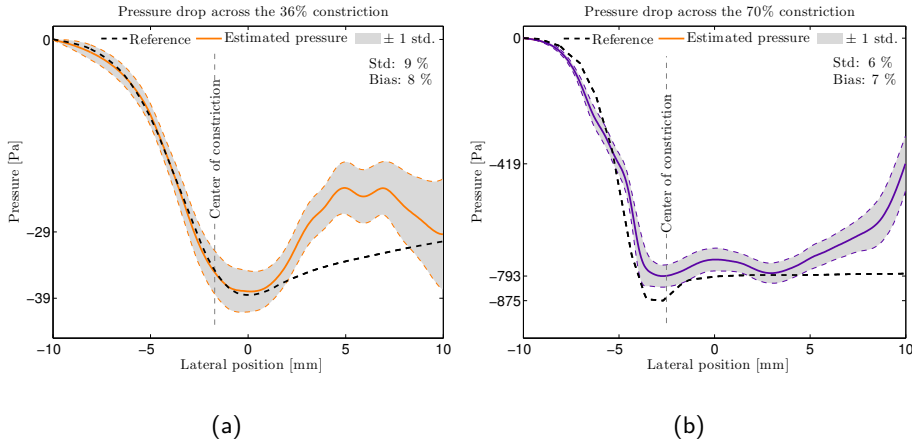 Pressure drop across the 36% constriction
Reference
Estimated pressure
± 1 std.
Std: 9 %
Bias: 8 %
Center of constriction
Pressure [Pa]
0
−29
−39
−10
−5
0
5
10
Lateral position [mm]
(a)
Pressure drop across the 70% constriction
Reference
Estimated pressure
± 1 std.
Std: 6 %
Bias: 7 %
Center of constriction
Pressure [Pa]
0
−419
−793
−875
−10
−5
0
5
10
Lateral position [mm]
(b)